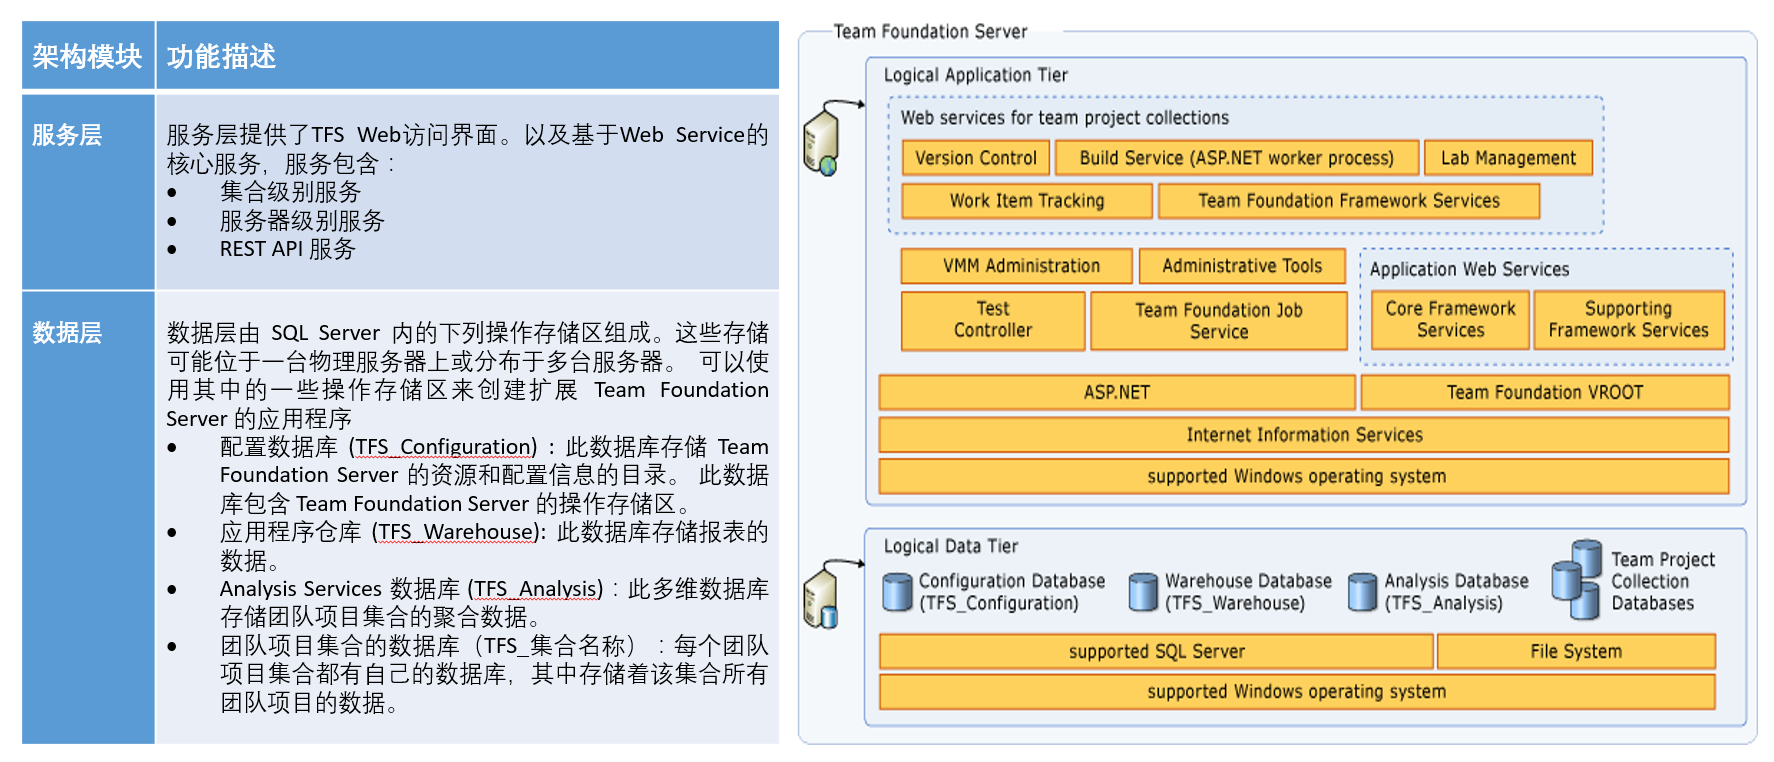 架构模块 功能描述
服务层
服务层提供了TFS Web访问界面。以及基于Web Service的
核心服务，服务包含：
• 集合级别服务
• 服务器级别服务
• REST API 服务
数据层
数据层由 SQL Server 内的下列操作存储区组成。这些存储
可能位于一台物理服务器上或分布于多台服务器。 可以使
用其中的一些操作存储区来创建扩展 Team Foundation
Server 的应用程序
• 配置数据库 (TFS_Configuration)：此数据库存储 Team
Foundation Server 的资源和配置信息的目录。 此数据
库包含 Team Foundation Server 的操作存储区。
• 应用程序仓库 (TFS_Warehouse): 此数据库存储报表的
数据。
• Analysis Services 数据库 (TFS_Analysis)：此多维数据库
存储团队项目集合的聚合数据。
• 团队项目集合的数据库（TFS_集合名称）：每个团队
项目集合都有自己的数据库，其中存储着该集合所有
团队项目的数据。
Team Foundation Server
Logical Application Tier
Web services for team project collections
Version Control
Build Service (ASP.NET worker process)
Lab Management
Work Item Tracking
Team Foundation Framework Services
VMM Administration
Administrative Tools
Test
Controller
Team Foundation Job
Service
Application Web Services
Core Framework
Services
Supporting
Framework Services
ASP.NET
Team Foundation VROOT
Internet Information Services
supported Windows operating system
Logical Data Tier
Configuration Database
(TFS_Configuration)
Warehouse Database
(TFS_Warehouse)
Analysis Database
(TFS_Analysis)
Team Project
Collection
Databases
supported SQL Server
File System
supported Windows operating system